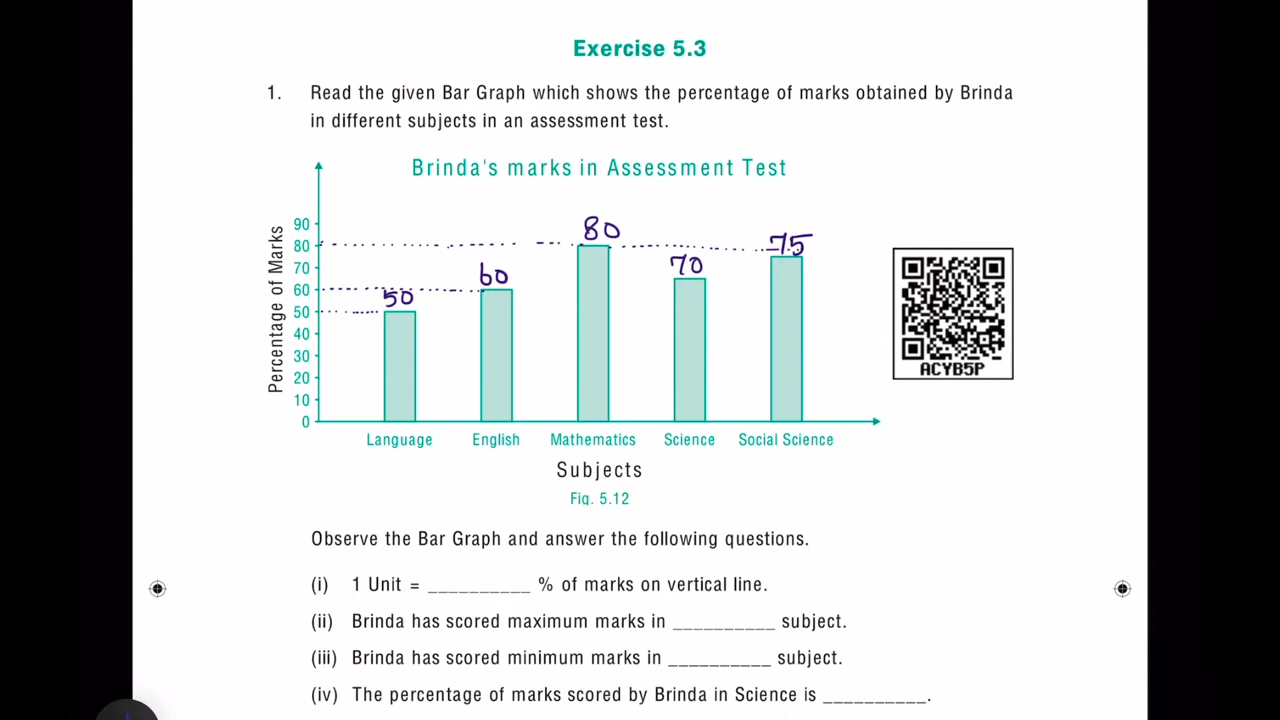 Exercise 5.3
1. Read the given Bar Graph which shows the percentage of marks obtained by Brinda
in different subjects in an assessment test.
Brinda's marks in Assessment Test
Percentage of Marks
90
80
70
60
50
40
30
20
10
0
50
60
80
70
75
Language English Mathematics Science Social Science
Subjects
Fig. 5.12
ACYB5P
Observe the Bar Graph and answer the following questions.
(i) 1 Unit = __________ % of marks on vertical line.
(ii) Brinda has scored maximum marks in __________ subject.
(iii) Brinda has scored minimum marks in __________ subject.
(iv) The percentage of marks scored by Brinda in Science is __________.